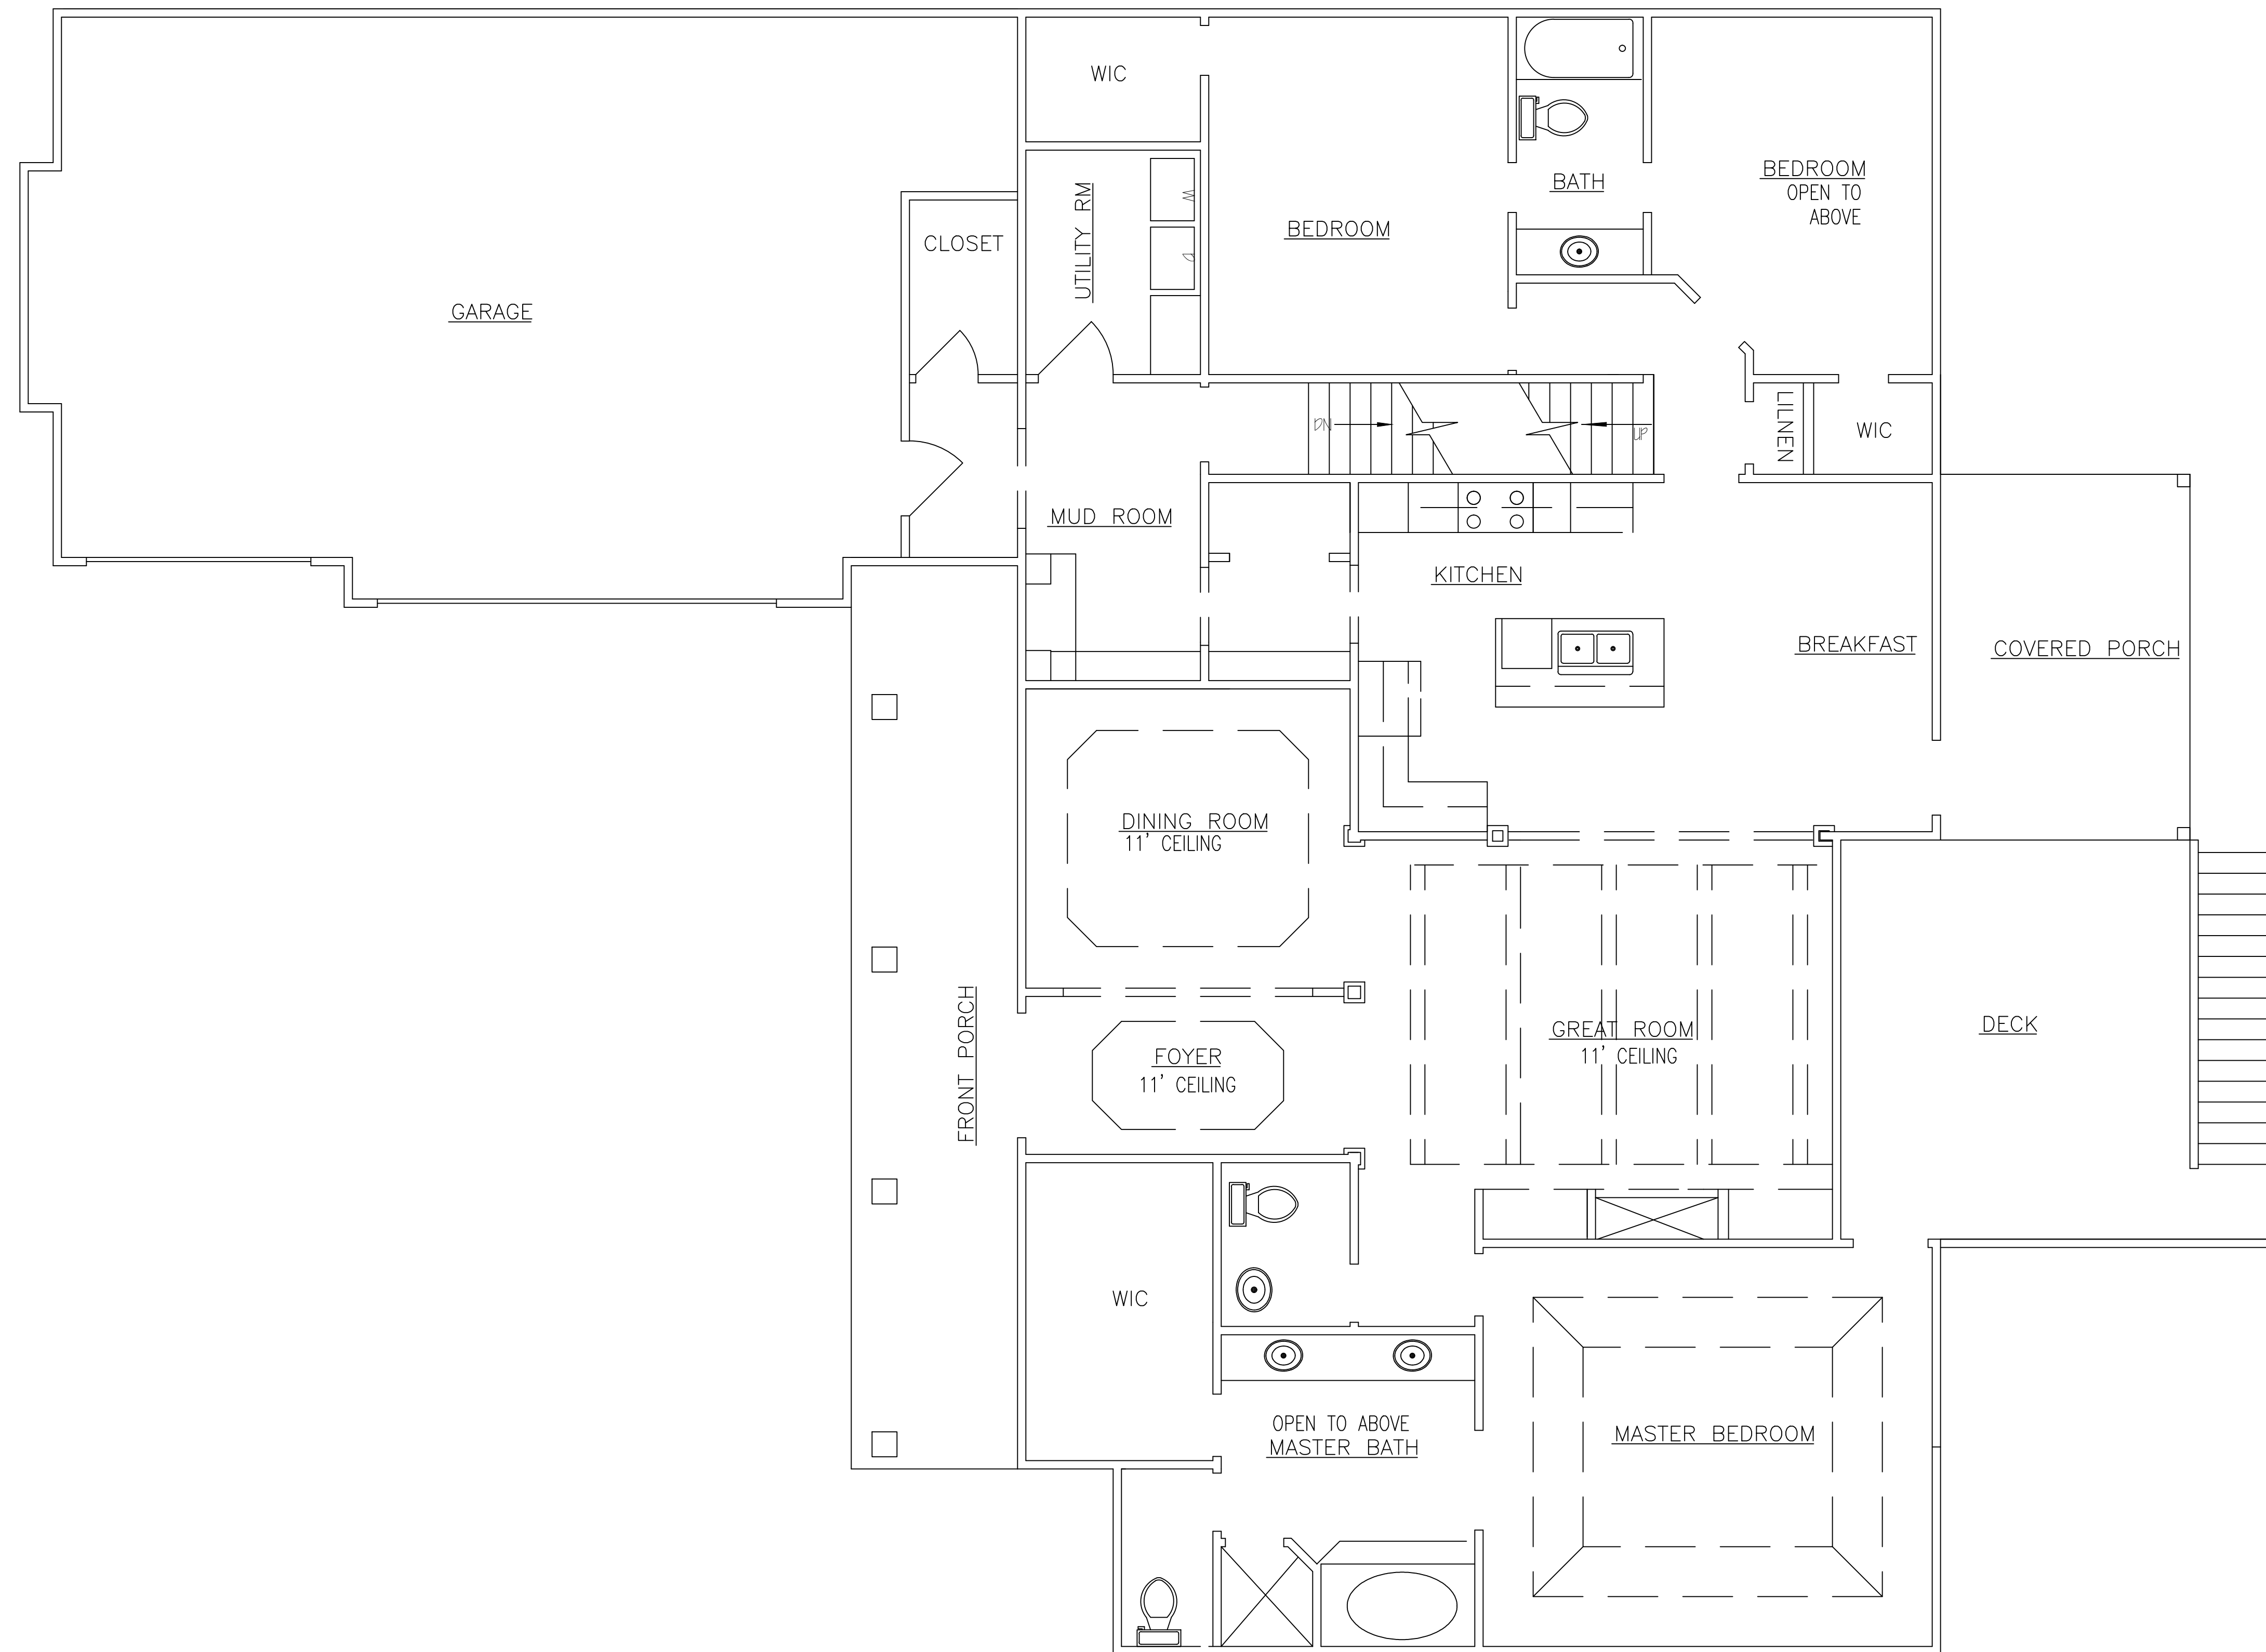 WIC
BATH
BEDROOM
OPEN TO
ABOVE
UTILITY RM
W
D
BEDROOM
CLOSET
GARAGE
DN
UP
LILNEN
WIC
MUD ROOM
KITCHEN
BREAKFAST
COVERED PORCH
DINING ROOM
11' CEILING
FRONT PORCH
FOYER
11' CEILING
GREAT ROOM
11' CEILING
DECK
WIC
OPEN TO ABOVE
MASTER BATH
MASTER BEDROOM